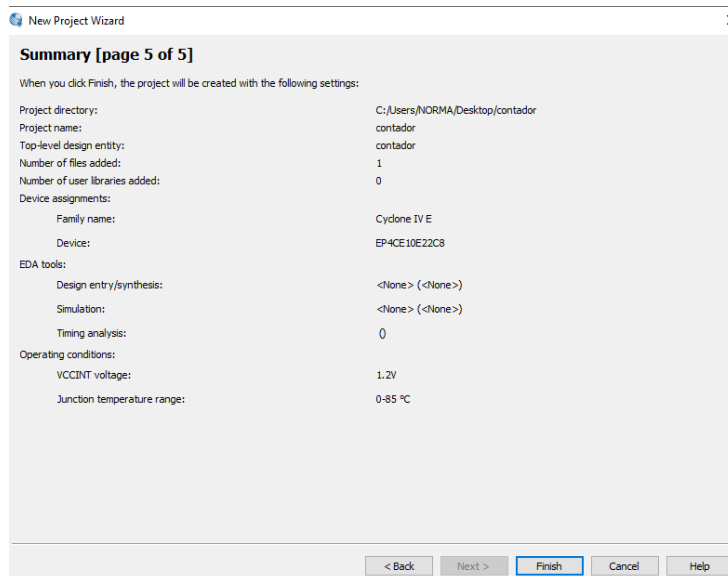 New Project Wizard
Summary [page 5 of 5]
When you click Finish, the project will be created with the following settings:
Project directory: C:/Users/NORMA/Desktop/contador
Project name: contador
Top-level design entity: contador
Number of files added: 1
Number of user libraries added: 0
Device assignments:
Family name: Cyclone IV E
Device: EP4CE10E22C8
EDA tools:
Design entry/synthesis: <None> (<None>)
Simulation: <None> (<None>)
Timing analysis: ()
Operating conditions:
VCCINT voltage: 1.2V
Junction temperature range: 0-85 ºC
< Back Next > Finish Cancel Help